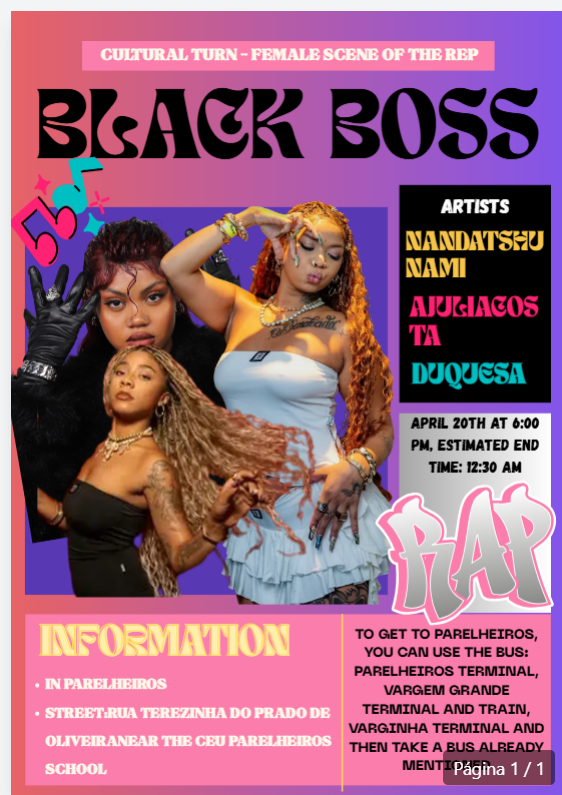 CULTURAL TURN - FEMALE SCENE OF THE REP
BLACK BOSS
ARTISTS
NANDATSHU
NAMI
AJULIACOS
TA
DUQUESA
APRIL 20TH AT 6:00
PM, ESTIMATED END
TIME: 12:30 AM
RAP
INFORMATION
• IN PARELHEIROS
• STREET:RUA TEREZINHA DO PRADO DE
OLIVEIRANEAR THE CEU PARELHEIROS
SCHOOL
TO GET TO PARELHEIROS,
YOU CAN USE THE BUS:
PARELHEIROS TERMINAL,
VARGEM GRANDE
TERMINAL AND TRAIN,
VARGINHA TERMINAL AND
THEN TAKE A BUS ALREADY
MENTIONED
Página 1 / 1